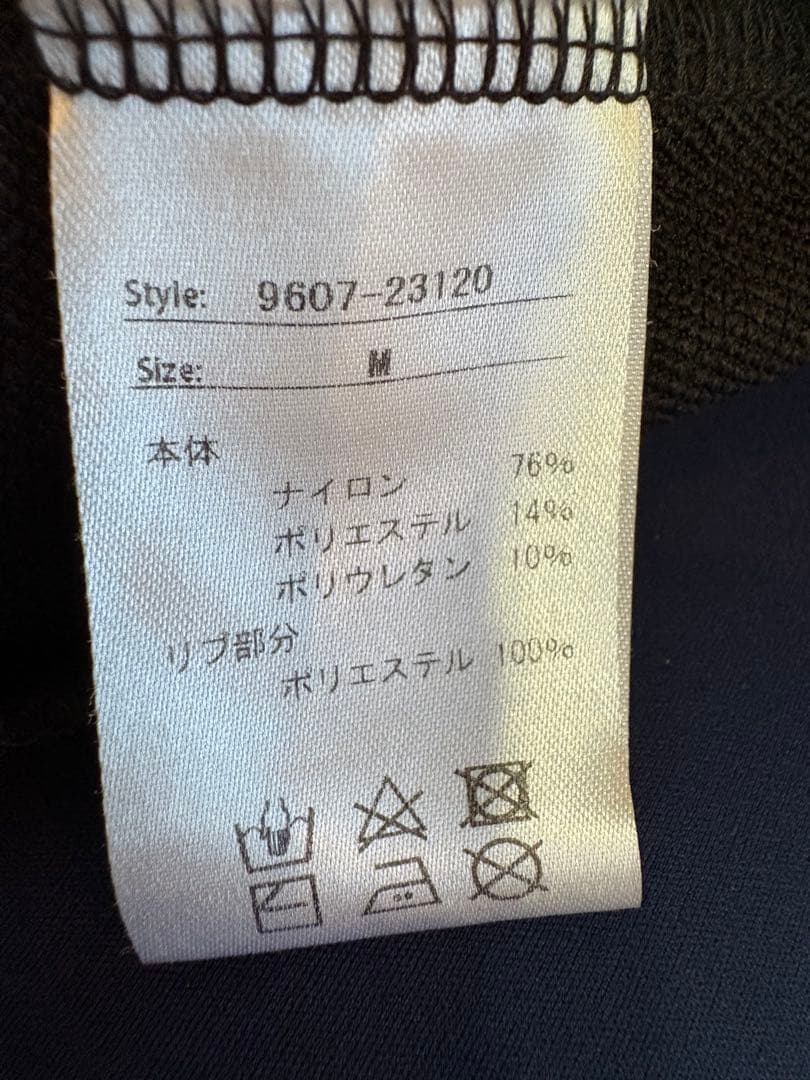 Style: 9607-23120
Size: M
本体
ナイロン 76%
ポリエステル 14%
ポリウレタン 10%
リブ部分
ポリエステル 100%